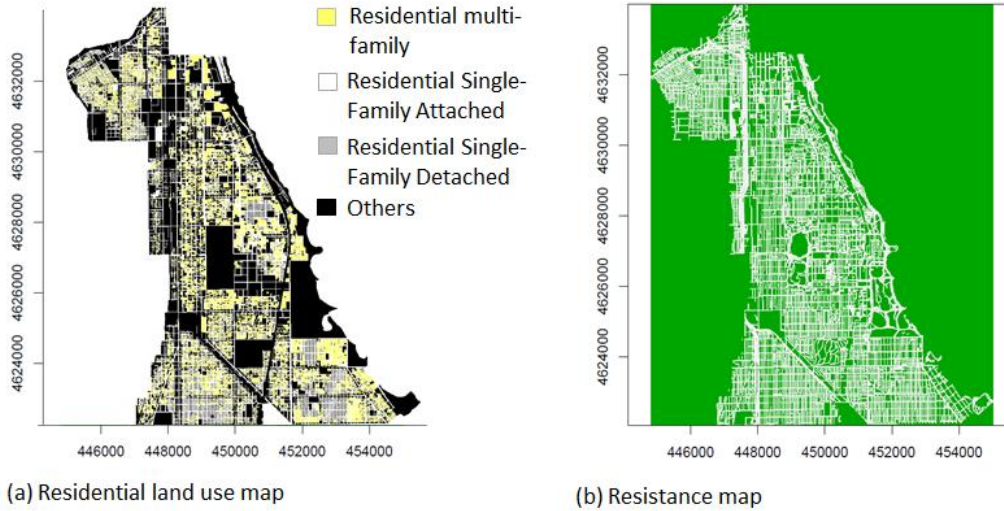 Residential multi-
family
Residential Single-
Family Attached
Residential Single-
Family Detached
Others
4632000
4630000
4628000
4626000
4624000
446000 448000 450000 452000 454000
(a) Residential land use map
4632000
4630000
4628000
4626000
4624000
446000 448000 450000 452000 454000
(b) Resistance map